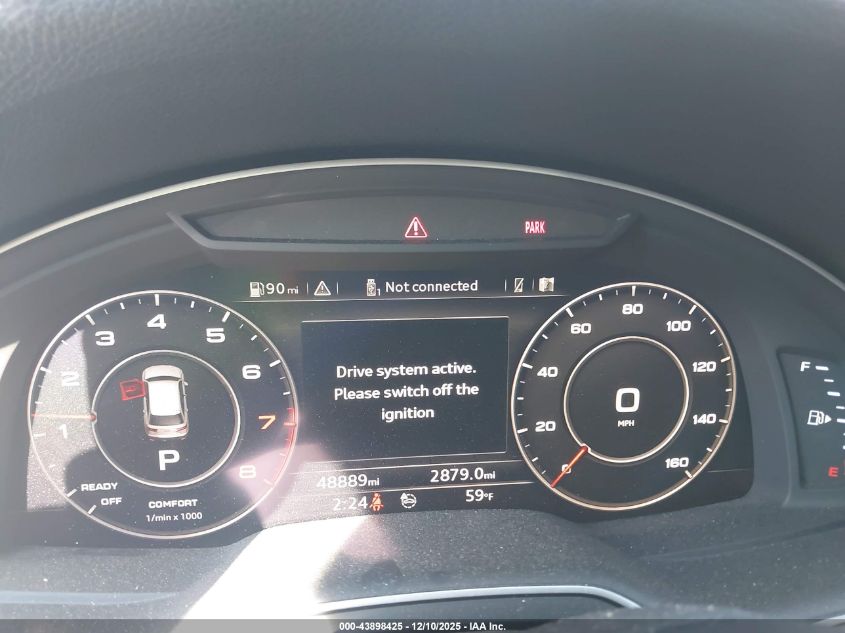 PARK
90 mi
1 Not connected
Drive system active.
Please switch off the
ignition
1 2 3 4 5 6 7 8
P
READY
OFF
COMFORT
1/min x 1000
0 20 40 60 80 100 120 140 160
0
MPH
48889mi
2879.0mi
2:24
59°F
F
E
000-43898425 - 12/10/2025 - IAA Inc.